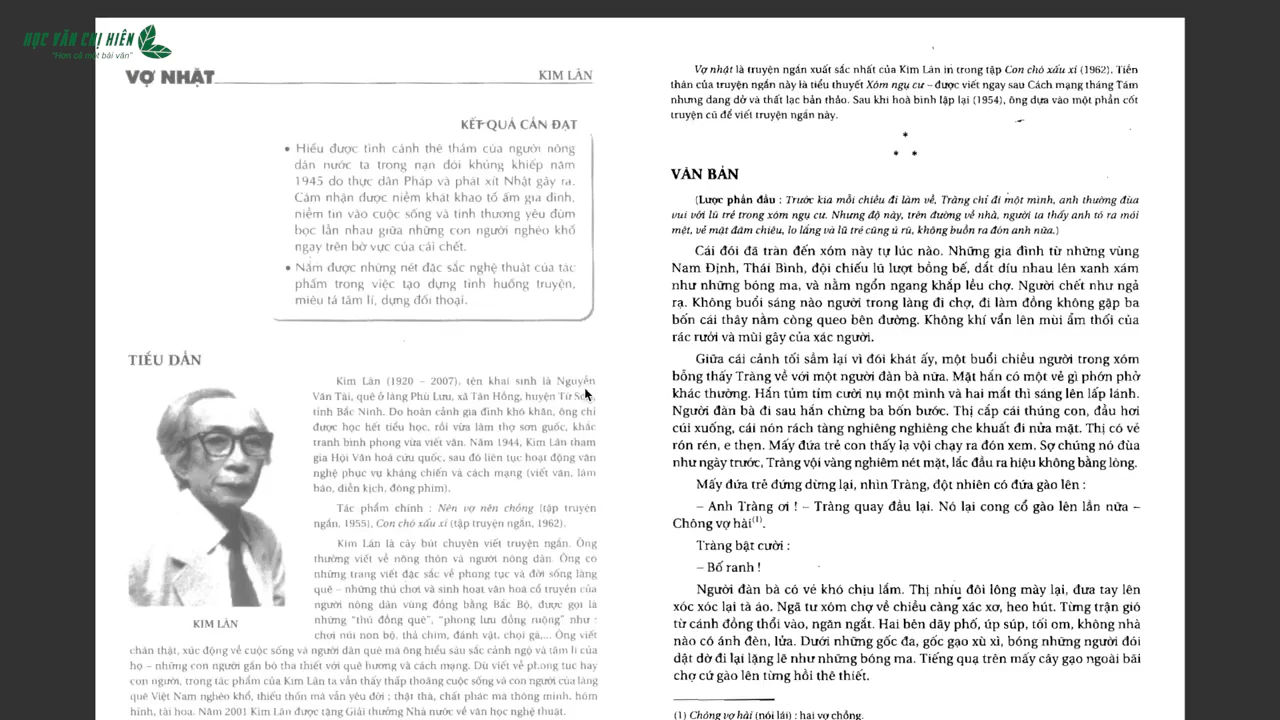 HỌC VĂN CHỊ HIÊN
"Hơn cả một bài văn"
VỢ NHẶT
KIM LÂN
KẾT QUẢ CẦN ĐẠT
• Hiểu được tình cảnh thê thảm của người nông
dân nước ta trong nạn đói khủng khiếp năm
1945 do thực dân Pháp và phát xít Nhật gây ra.
Cảm nhận được niềm khát khao tổ ấm gia đình,
niềm tin vào cuộc sống và tình thương yêu đùm
bọc lẫn nhau giữa những con người nghèo khổ
ngay trên bờ vực của cái chết.
• Nắm được những nét đặc sắc nghệ thuật của tác
phẩm trong việc tạo dựng tình huống truyện,
miêu tả tâm lí, dựng đối thoại.
TIỂU DẪN
Kim Lân (1920 – 2007), tên khai sinh là Nguyễn
Văn Tài, quê ở làng Phù Lưu, xã Tân Hồng, huyện Từ Sơn,
tỉnh Bắc Ninh. Do hoàn cảnh gia đình khó khăn, ông chỉ
được học hết tiểu học, rồi vừa làm thợ sơn guốc, khắc
tranh bình phong vừa viết văn. Năm 1944, Kim Lân tham
gia Hội Văn hoá cứu quốc, sau đó liên tục hoạt động văn
nghệ phục vụ kháng chiến và cách mạng (viết văn, làm
báo, diễn kịch, đóng phim).
Tác phẩm chính : Nên vợ nên chồng (tập truyện
ngắn, 1955), Con chó xấu xí (tập truyện ngắn, 1962).
Kim Lân là cây bút chuyên viết truyện ngắn. Ông
thường viết về nông thôn và người nông dân. Ông có
những trang viết đặc sắc về phong tục và đời sống làng
quê – những thú chơi và sinh hoạt văn hoá cổ truyền của
người nông dân vùng đồng bằng Bắc Bộ, được gọi là
những "thú đồng quê", "phong lưu đồng ruộng" như :
chơi núi non bộ, thả chim, đánh vật, chọi gà,... Ông viết
chân thật, xúc động về cuộc sống và người dân quê mà ông hiểu sâu sắc cảnh ngộ và tâm lí của
họ – những con người gắn bó tha thiết với quê hương và cách mạng. Dù viết về phong tục hay
con người, trong tác phẩm của Kim Lân ta vẫn thấy thấp thoáng cuộc sống và con người của làng
quê Việt Nam nghèo khổ, thiếu thốn mà vẫn yêu đời ; thật thà, chất phác mà thông minh, hóm
hỉnh, tài hoa. Năm 2001 Kim Lân được tặng Giải thưởng Nhà nước về văn học nghệ thuật.
KIM LÂN
Vợ nhặt là truyện ngắn xuất sắc nhất của Kim Lân in trong tập Con chó xấu xí (1962). Tiền
thân của truyện ngắn này là tiểu thuyết Xóm ngụ cư – được viết ngay sau Cách mạng tháng Tám
nhưng dang dở và thất lạc bản thảo. Sau khi hoà bình lập lại (1954), ông dựa vào một phần cốt
truyện cũ để viết truyện ngắn này.
*
* *
VĂN BẢN
(Lược phần đầu : Trước kia mỗi chiều đi làm về, Tràng chỉ đi một mình, anh thường đùa
vui với lũ trẻ trong xóm ngụ cư. Nhưng độ này, trên đường về nhà, người ta thấy anh tỏ ra mỏi
mệt, vẻ mặt đăm chiêu, lo lắng và lũ trẻ cũng ủ rũ, không buồn ra đón anh nữa.)
Cái đói đã tràn đến xóm này tự lúc nào. Những gia đình từ những vùng
Nam Định, Thái Bình, đội chiếu lũ lượt bồng bế, dắt díu nhau lên xanh xám
như những bóng ma, và nằm ngổn ngang khắp lều chợ. Người chết như ngả
rạ. Không buổi sáng nào người trong làng đi chợ, đi làm đồng không gặp ba
bốn cái thây nằm còng queo bên đường. Không khí vẩn lên mùi ẩm thối của
rác rưởi và mùi gây của xác người.
Giữa cái cảnh tối sầm lại vì đói khát ấy, một buổi chiều người trong xóm
bỗng thấy Tràng về với một người đàn bà nữa. Mặt hắn có một vẻ gì phớn phở
khác thường. Hắn tủm tỉm cười nụ một mình và hai mắt thì sáng lên lấp lánh.
Người đàn bà đi sau hắn chừng ba bốn bước. Thị cắp cái thúng con, đầu hơi
cúi xuống, cái nón rách tàng nghiêng nghiêng che khuất đi nửa mặt. Thị có vẻ
rón rén, e thẹn. Mấy đứa trẻ con thấy lạ vội chạy ra đón xem. Sợ chúng nó đùa
như ngày trước, Tràng vội vàng nghiêm nét mặt, lắc đầu ra hiệu không bằng lòng.
Mấy đứa trẻ đứng dừng lại, nhìn Tràng, đột nhiên có đứa gào lên :
– Anh Tràng ơi ! – Tràng quay đầu lại. Nó lại cong cổ gào lên lần nữa –
Chông vợ hài(1).
Tràng bật cười :
– Bố ranh !
Người đàn bà có vẻ khó chịu lắm. Thị nhíu đôi lông mày lại, đưa tay lên
xóc xóc lại tà áo. Ngã tư xóm chợ về chiều càng xác xơ, heo hút. Từng trận gió
từ cánh đồng thổi vào, ngăn ngắt. Hai bên dãy phố, úp súp, tối om, không nhà
nào có ánh đèn, lửa. Dưới những gốc đa, gốc gạo xù xì, bóng những người đói
dật dờ đi lại lặng lẽ như những bóng ma. Tiếng quạ trên mấy cây gạo ngoài bãi
chợ cứ gào lên từng hồi thê thiết.
(1) Chông vợ hài (nói lái) : hai vợ chồng.